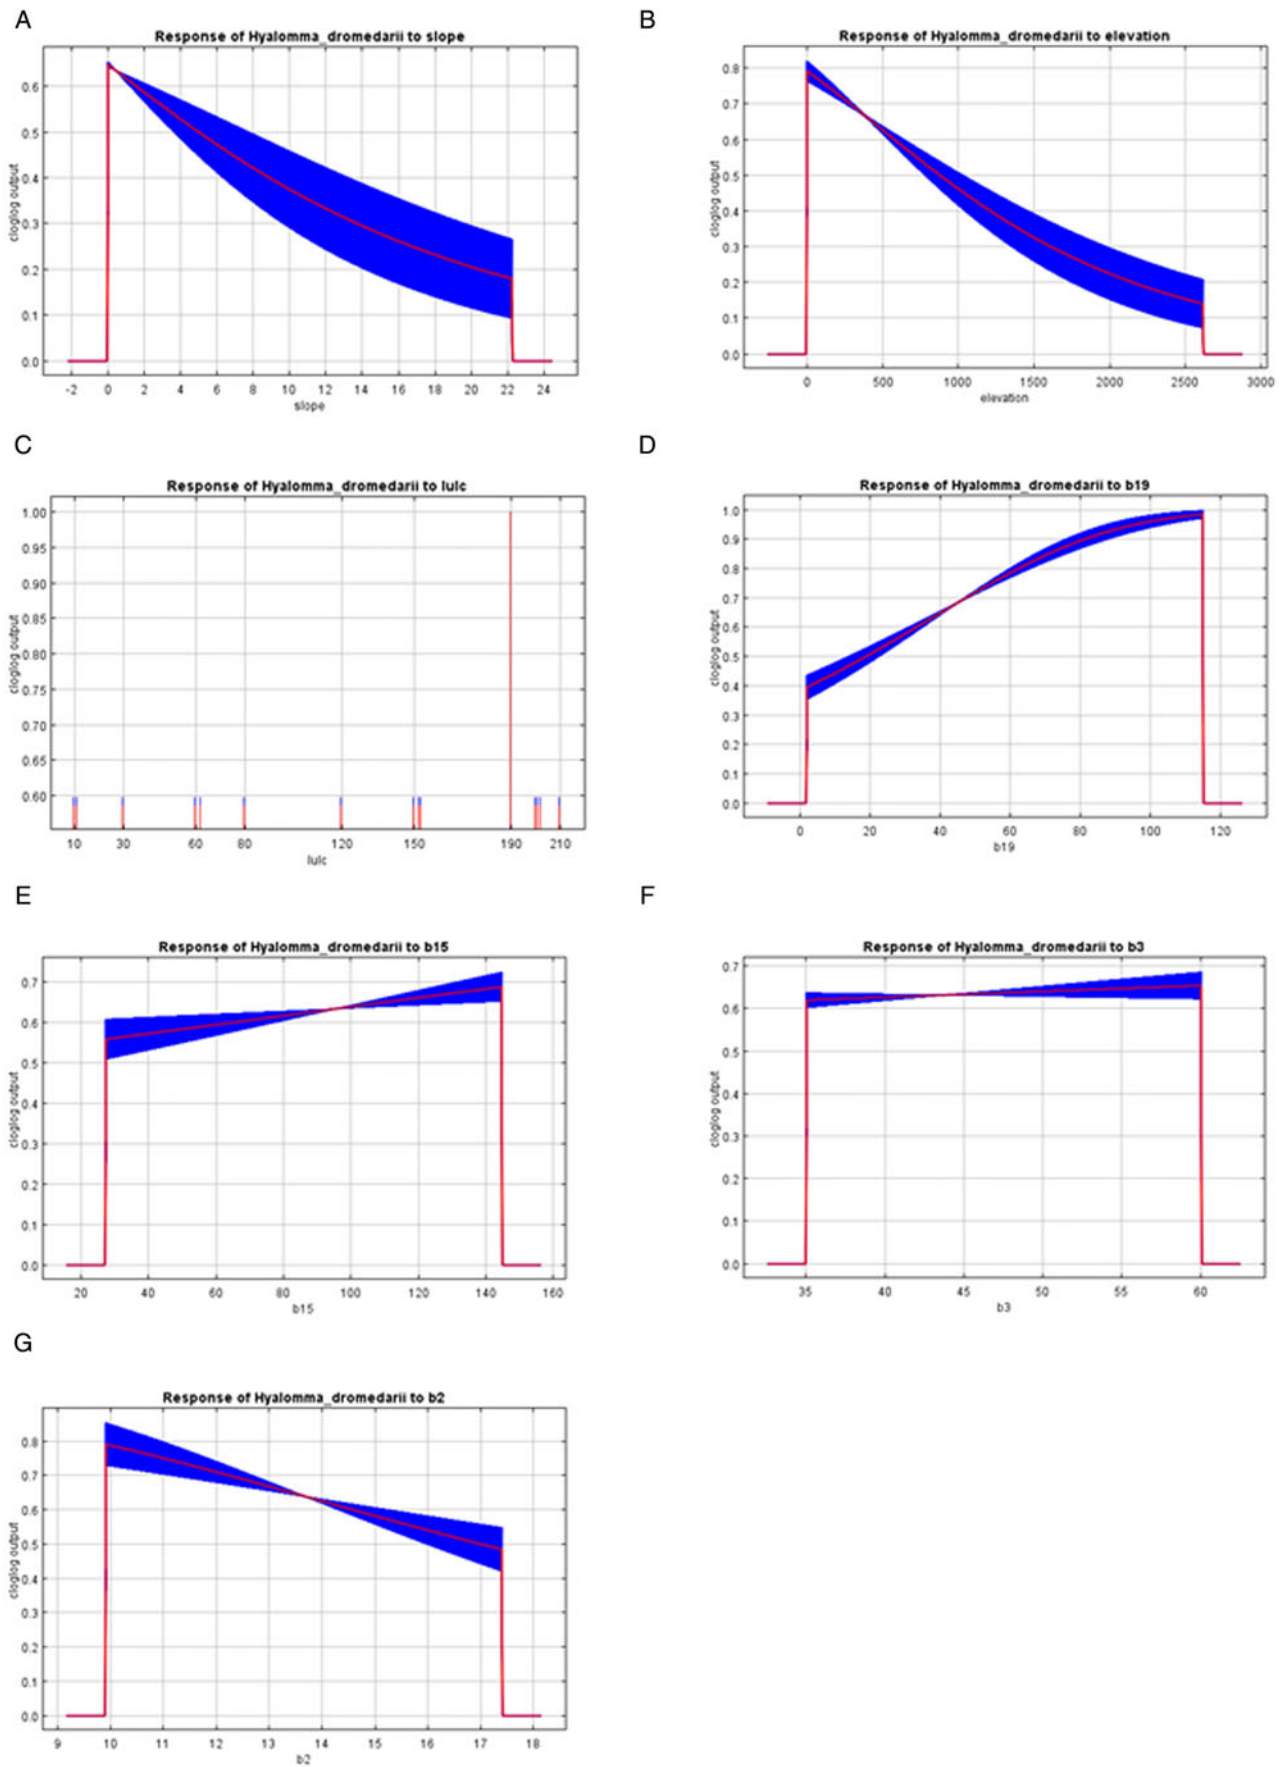 A
Response of Hyalomma_dromedarii to slope
cloglog output
0.6
0.5
0.4
0.3
0.2
0.1
0.0
-2 0 2 4 6 8 10 12 14 16 18 20 22 24
slope
B
Response of Hyalomma_dromedarii to elevation
cloglog output
0.8
0.7
0.6
0.5
0.4
0.3
0.2
0.1
0.0
0 500 1000 1500 2000 2500 3000
elevation
C
Response of Hyalomma_dromedarii to lulc
cloglog output
1.00
0.95
0.90
0.85
0.80
0.75
0.70
0.65
0.60
10 30 60 80 120 150 190 210
lulc
D
Response of Hyalomma_dromedarii to b19
cloglog output
1.0
0.9
0.8
0.7
0.6
0.5
0.4
0.3
0.2
0.1
0.0
0 20 40 60 80 100 120
b19
E
Response of Hyalomma_dromedarii to b15
cloglog output
0.7
0.6
0.5
0.4
0.3
0.2
0.1
0.0
20 40 60 80 100 120 140 160
b15
F
Response of Hyalomma_dromedarii to b3
cloglog output
0.7
0.6
0.5
0.4
0.3
0.2
0.1
0.0
35 40 45 50 55 60
b3
G
Response of Hyalomma_dromedarii to b2
cloglog output
0.8
0.7
0.6
0.5
0.4
0.3
0.2
0.1
0.0
9 10 11 12 13 14 15 16 17 18
b2